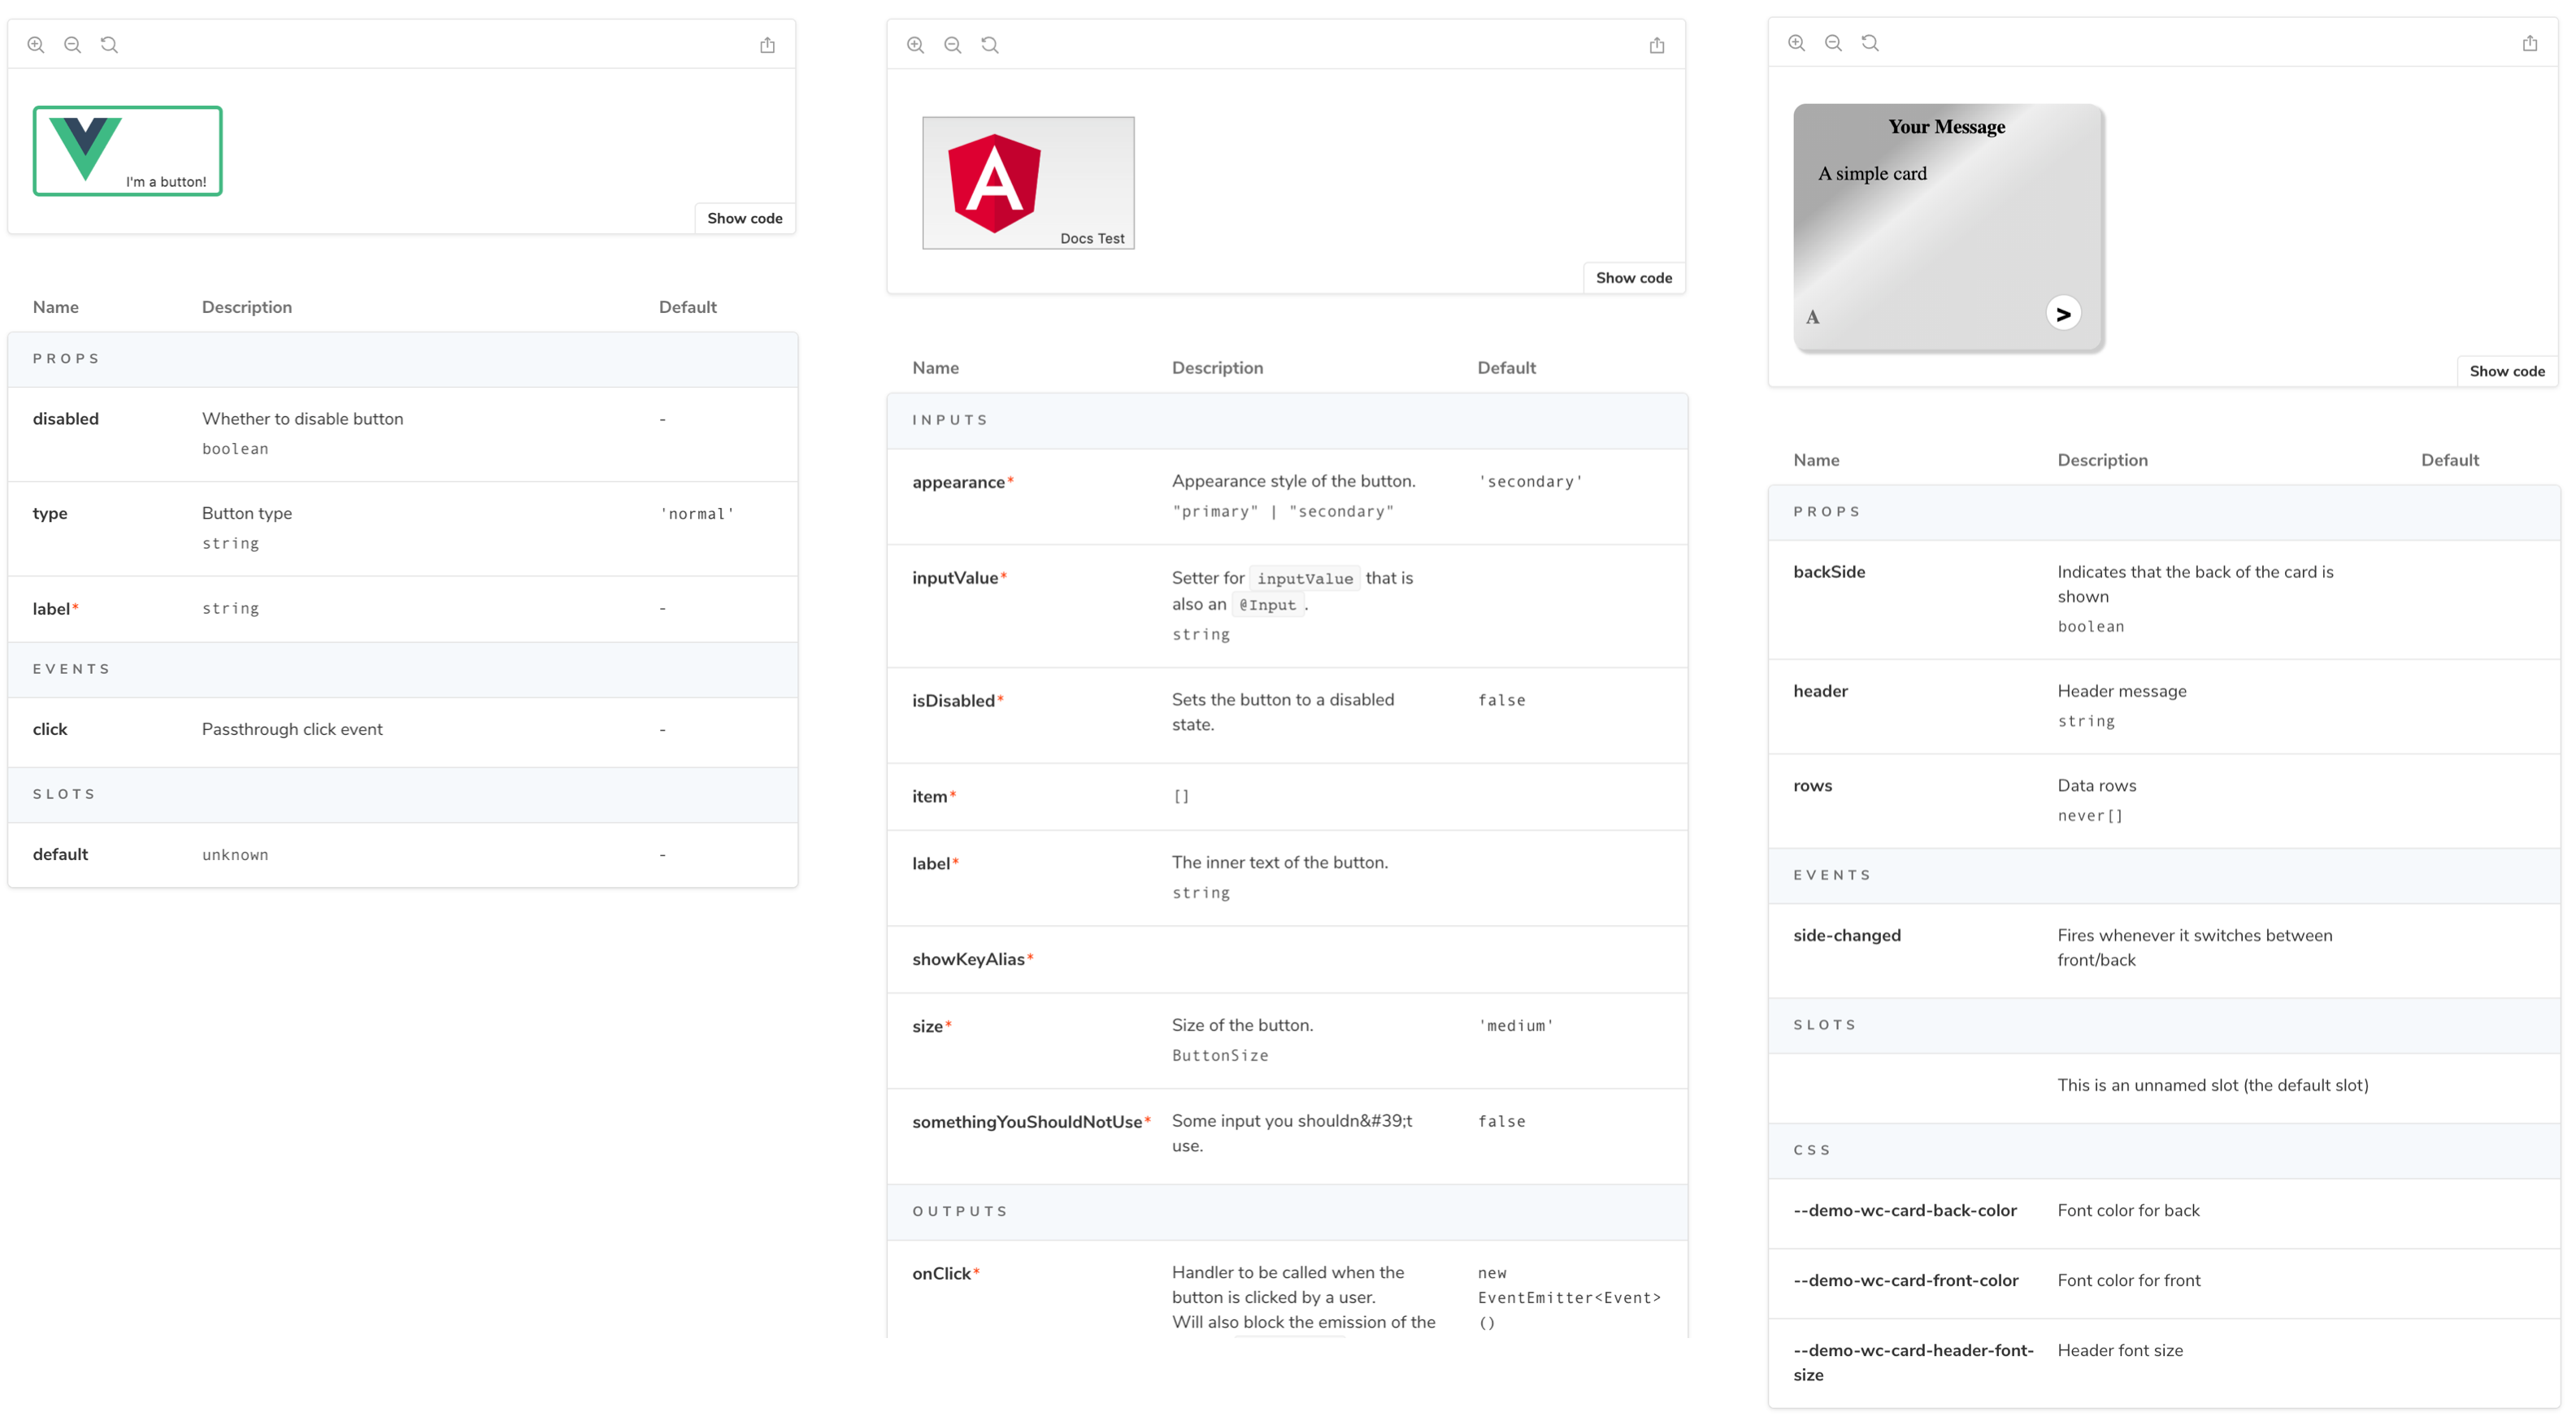 I'm a button!
Show code
Name Description Default
PROPS
disabled Whether to disable button -
boolean
type Button type 'normal'
string
label* string -
EVENTS
click Passthrough click event -
SLOTS
default unknown -
A
Docs Test
Show code
Name Description Default
INPUTS
appearance* Appearance style of the button. 'secondary'
"primary" | "secondary"
inputValue* Setter for inputValue that is
also an @Input .
string
isDisabled* Sets the button to a disabled false
state.
item* []
label* The inner text of the button.
string
showKeyAlias*
size* Size of the button. 'medium'
ButtonSize
somethingYouShouldNotUse* Some input you shouldn&#39;t false
use.
OUTPUTS
onClick* Handler to be called when the new
button is clicked by a user. EventEmitter<Event>
Will also block the emission of the ()
Your Message
A simple card
A >
Show code
Name Description Default
PROPS
backSide Indicates that the back of the card is
shown
boolean
header Header message
string
rows Data rows
never[]
EVENTS
side-changed Fires whenever it switches between
front/back
SLOTS
This is an unnamed slot (the default slot)
CSS
--demo-wc-card-back-color Font color for back
--demo-wc-card-front-color Font color for front
--demo-wc-card-header-font- Header font size
size